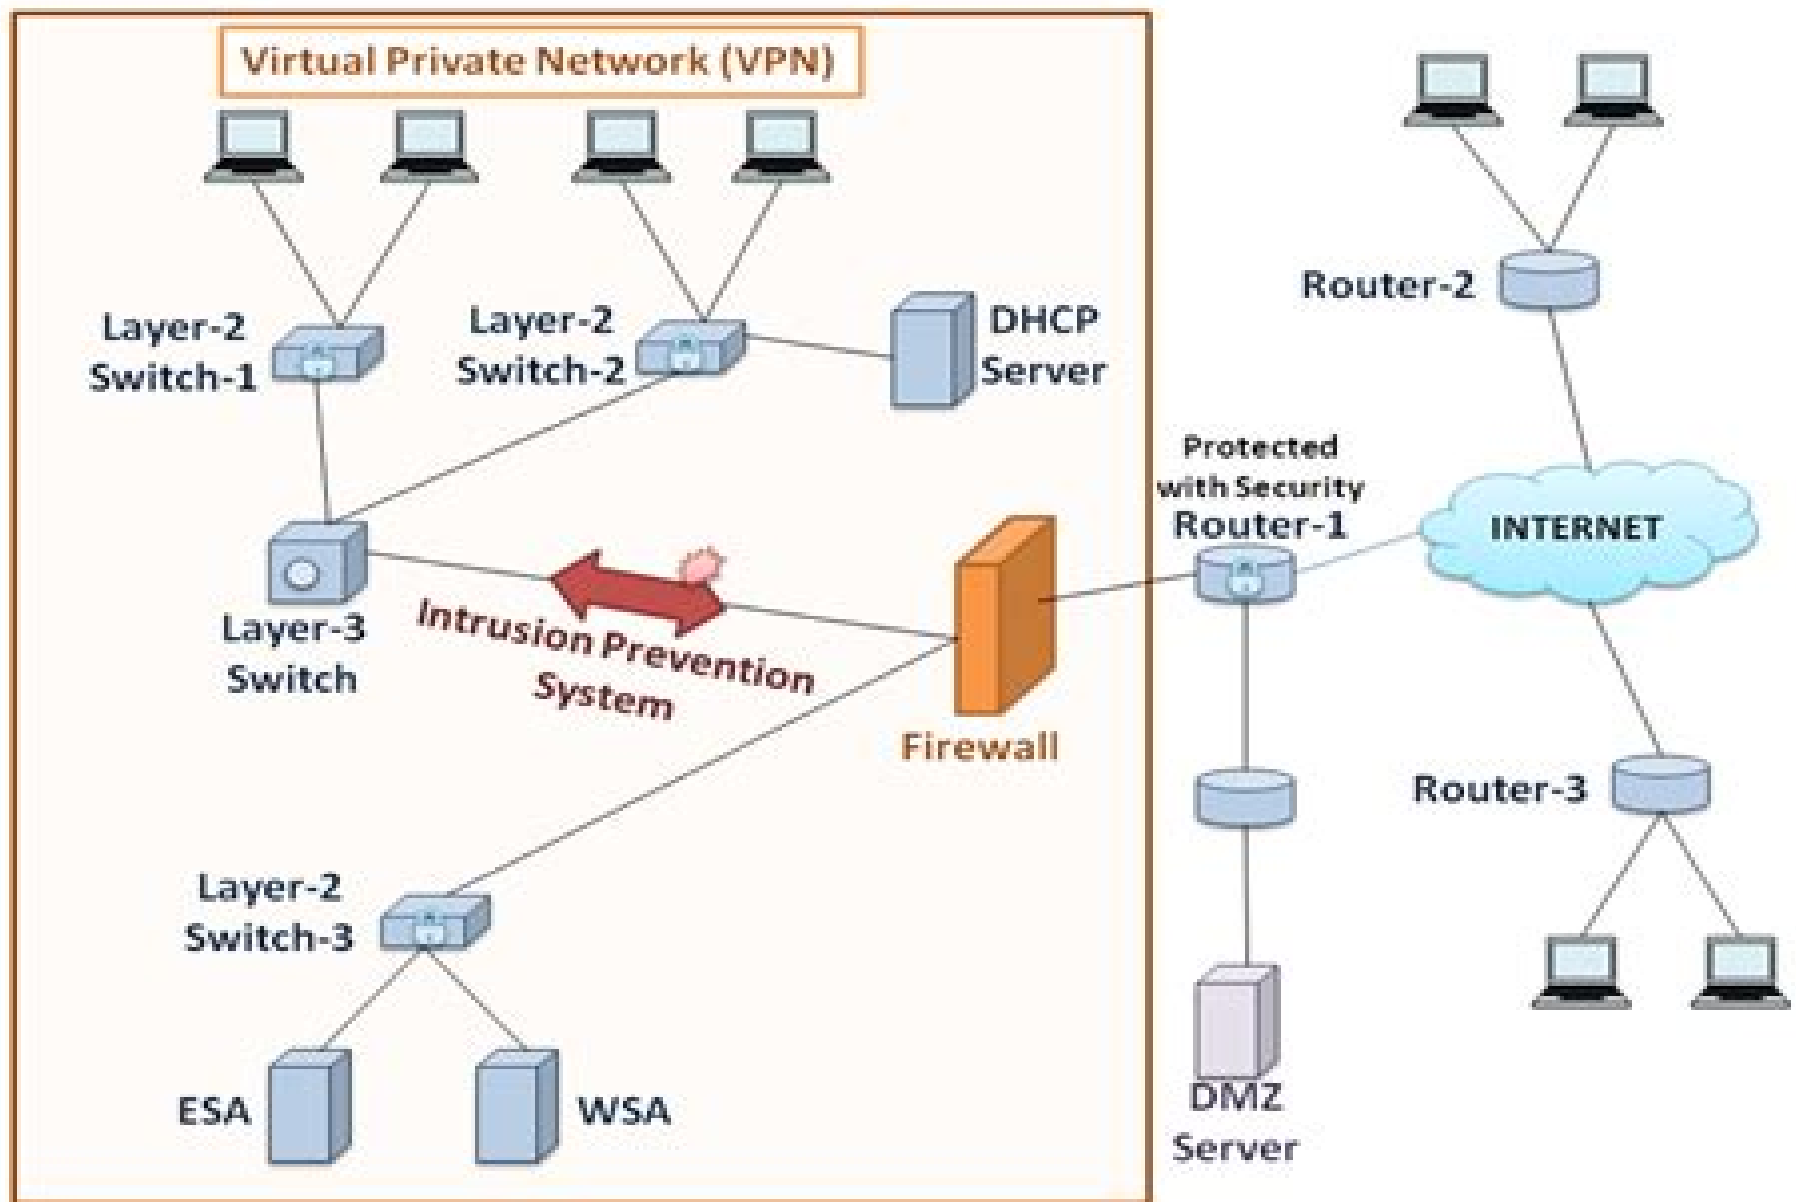 Virtual Private Network (VPN)
Layer-2
Switch-1
Layer-2
Switch-2
DHCP
Server
Router-2
Protected
with Security
Router-1
INTERNET
Layer-3
Switch
Intrusion Prevention
System
Firewall
Router-3
Layer-2
Switch-3
ESA
WSA
DMZ
Server